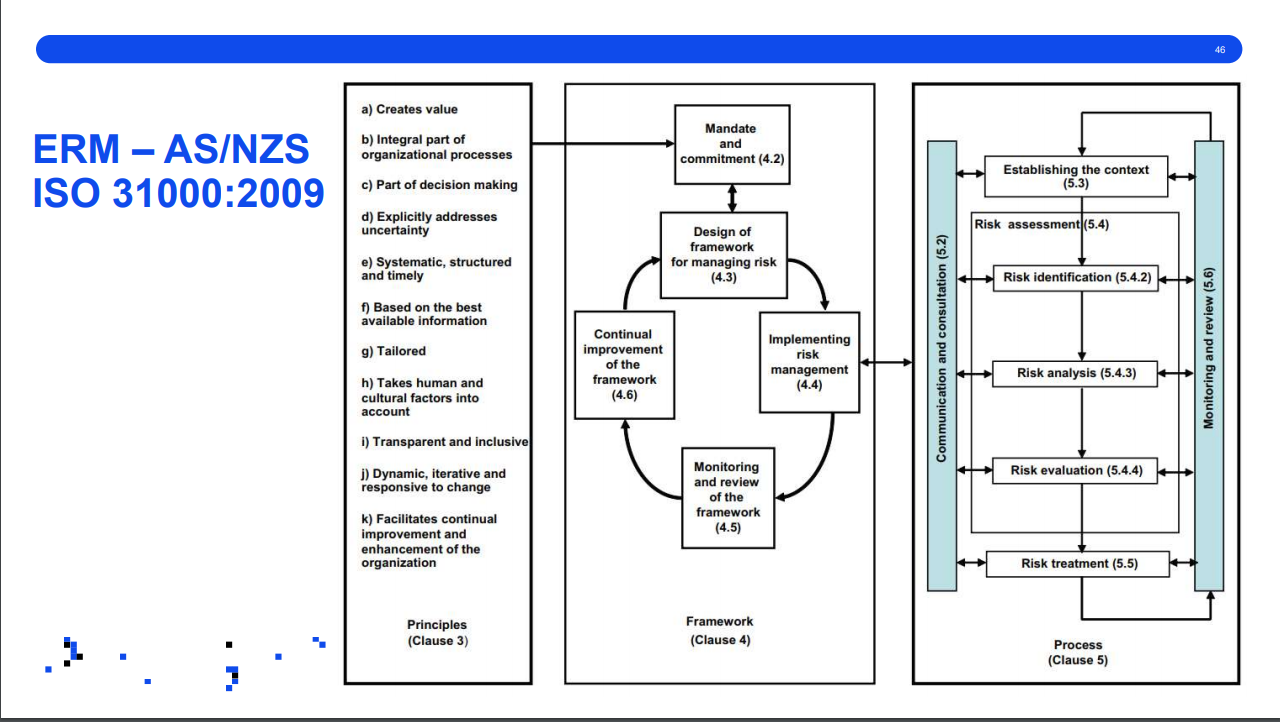 46
ERM – AS/NZS
ISO 31000:2009
a) Creates value
b) Integral part of
organizational processes
c) Part of decision making
d) Explicitly addresses
uncertainty
e) Systematic, structured
and timely
f) Based on the best
available information
g) Tailored
h) Takes human and
cultural factors into
account
i) Transparent and inclusive
j) Dynamic, iterative and
responsive to change
k) Facilitates continual
improvement and
enhancement of the
organization
Principles
(Clause 3)
Mandate
and
commitment (4.2)
Design of
framework
for managing risk
(4.3)
Continual
improvement
of the
framework
(4.6)
Implementing
risk
management
(4.4)
Monitoring
and review
of the
framework
(4.5)
Framework
(Clause 4)
Communication and consultation (5.2)
Establishing the context
(5.3)
Risk assessment (5.4)
Risk identification (5.4.2)
Risk analysis (5.4.3)
Risk evaluation (5.4.4)
Risk treatment (5.5)
Monitoring and review (5.6)
Process
(Clause 5)